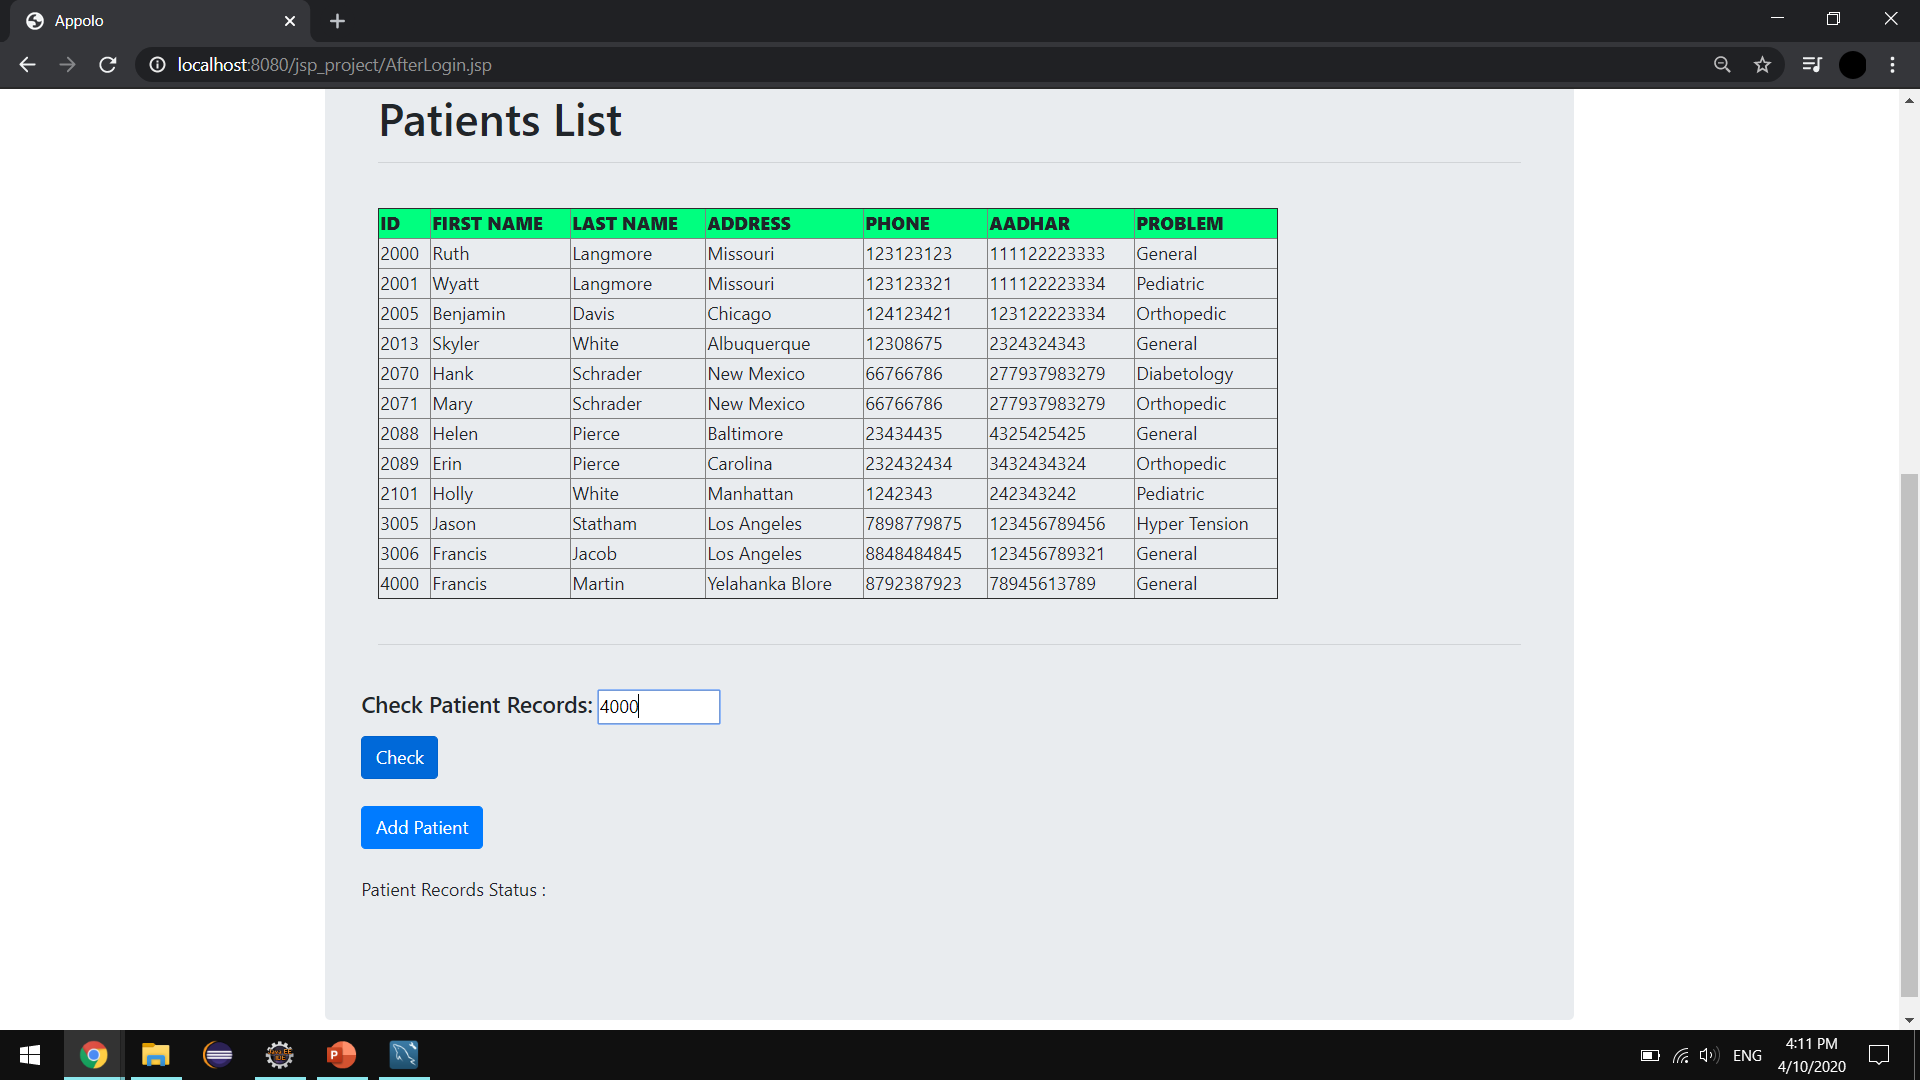 Appolo
localhost:8080/jsp_project/AfterLogin.jsp
Patients List
ID FIRST NAME LAST NAME ADDRESS PHONE AADHAR PROBLEM
2000 Ruth Langmore Missouri 123123123 111122223333 General
2001 Wyatt Langmore Missouri 123123321 111122223334 Pediatric
2005 Benjamin Davis Chicago 124123421 123122223334 Orthopedic
2013 Skyler White Albuquerque 12308675 2324324343 General
2070 Hank Schrader New Mexico 66766786 277937983279 Diabetology
2071 Mary Schrader New Mexico 66766786 277937983279 Orthopedic
2088 Helen Pierce Baltimore 23434435 4325425425 General
2089 Erin Pierce Carolina 232432434 3432434324 Orthopedic
2101 Holly White Manhattan 1242343 242343242 Pediatric
3005 Jason Statham Los Angeles 7898779875 123456789456 Hyper Tension
3006 Francis Jacob Los Angeles 8848484845 123456789321 General
4000 Francis Martin Yelahanka Blore 8792387923 78945613789 General
Check Patient Records: 4000
Check
Add Patient
Patient Records Status :
ENG
4:11 PM
4/10/2020